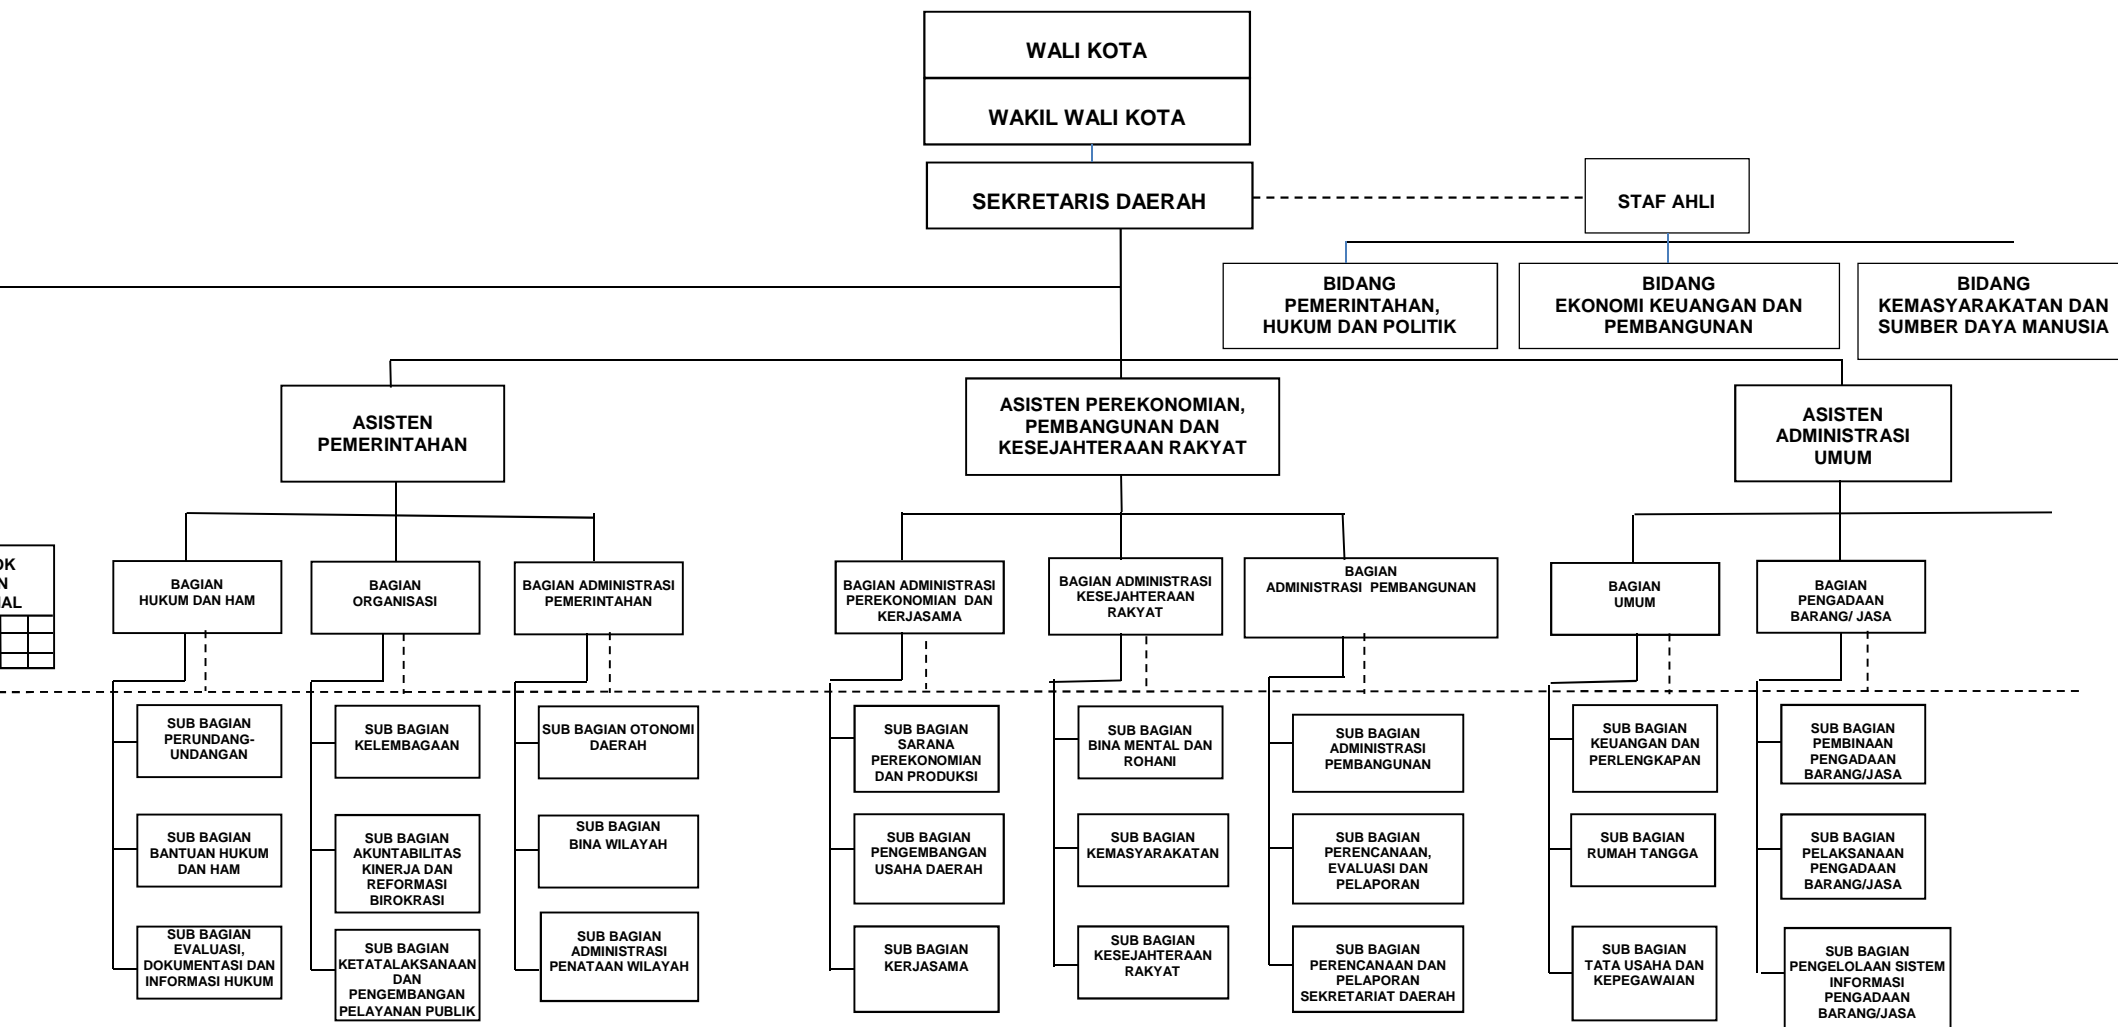 WALI KOTA
WAKIL WALI KOTA
SEKRETARIS DAERAH
STAF AHLI
BIDANG
PEMERINTAHAN,
HUKUM DAN POLITIK
BIDANG
EKONOMI KEUANGAN DAN
PEMBANGUNAN
BIDANG
KEMASYARAKATAN DAN
SUMBER DAYA MANUSIA
ASISTEN
PEMERINTAHAN
ASISTEN PEREKONOMIAN,
PEMBANGUNAN DAN
KESEJAHTERAAN RAKYAT
ASISTEN
ADMINISTRASI
UMUM
BAGIAN
HUKUM DAN HAM
BAGIAN
ORGANISASI
BAGIAN ADMINISTRASI
PEMERINTAHAN
BAGIAN ADMINISTRASI
PEREKONOMIAN DAN
KERJASAMA
BAGIAN ADMINISTRASI
KESEJAHTERAAN
RAKYAT
BAGIAN
ADMINISTRASI PEMBANGUNAN
BAGIAN
UMUM
BAGIAN
PENGADAAN
BARANG/ JASA
SUB BAGIAN
PERUNDANG-
UNDANGAN
SUB BAGIAN
KELEMBAGAAN
SUB BAGIAN OTONOMI
DAERAH
SUB BAGIAN
SARANA
PEREKONOMIAN
DAN PRODUKSI
SUB BAGIAN
BINA MENTAL DAN
ROHANI
SUB BAGIAN
ADMINISTRASI
PEMBANGUNAN
SUB BAGIAN
KEUANGAN DAN
PERLENGKAPAN
SUB BAGIAN
PEMBINAAN
PENGADAAN
BARANG/JASA
SUB BAGIAN
BANTUAN HUKUM
DAN HAM
SUB BAGIAN
AKUNTABILITAS
KINERJA DAN
REFORMASI
BIROKRASI
SUB BAGIAN
BINA WILAYAH
SUB BAGIAN
PENGEMBANGAN
USAHA DAERAH
SUB BAGIAN
KEMASYARAKATAN
SUB BAGIAN
PERENCANAAN,
EVALUASI DAN
PELAPORAN
SUB BAGIAN
RUMAH TANGGA
SUB BAGIAN
PELAKSANAAN
PENGADAAN
BARANG/JASA
SUB BAGIAN
EVALUASI,
DOKUMENTASI DAN
INFORMASI HUKUM
SUB BAGIAN
KETATALAKSANAAN
DAN
PENGEMBANGAN
PELAYANAN PUBLIK
SUB BAGIAN
ADMINISTRASI
PENATAAN WILAYAH
SUB BAGIAN
KERJASAMA
SUB BAGIAN
KESEJAHTERAAN
RAKYAT
SUB BAGIAN
PERENCANAAN DAN
PELAPORAN
SEKRETARIAT DAERAH
SUB BAGIAN
TATA USAHA DAN
KEPEGAWAIAN
SUB BAGIAN
PENGELOLAAN SISTEM
INFORMASI
PENGADAAN
BARANG/JASA